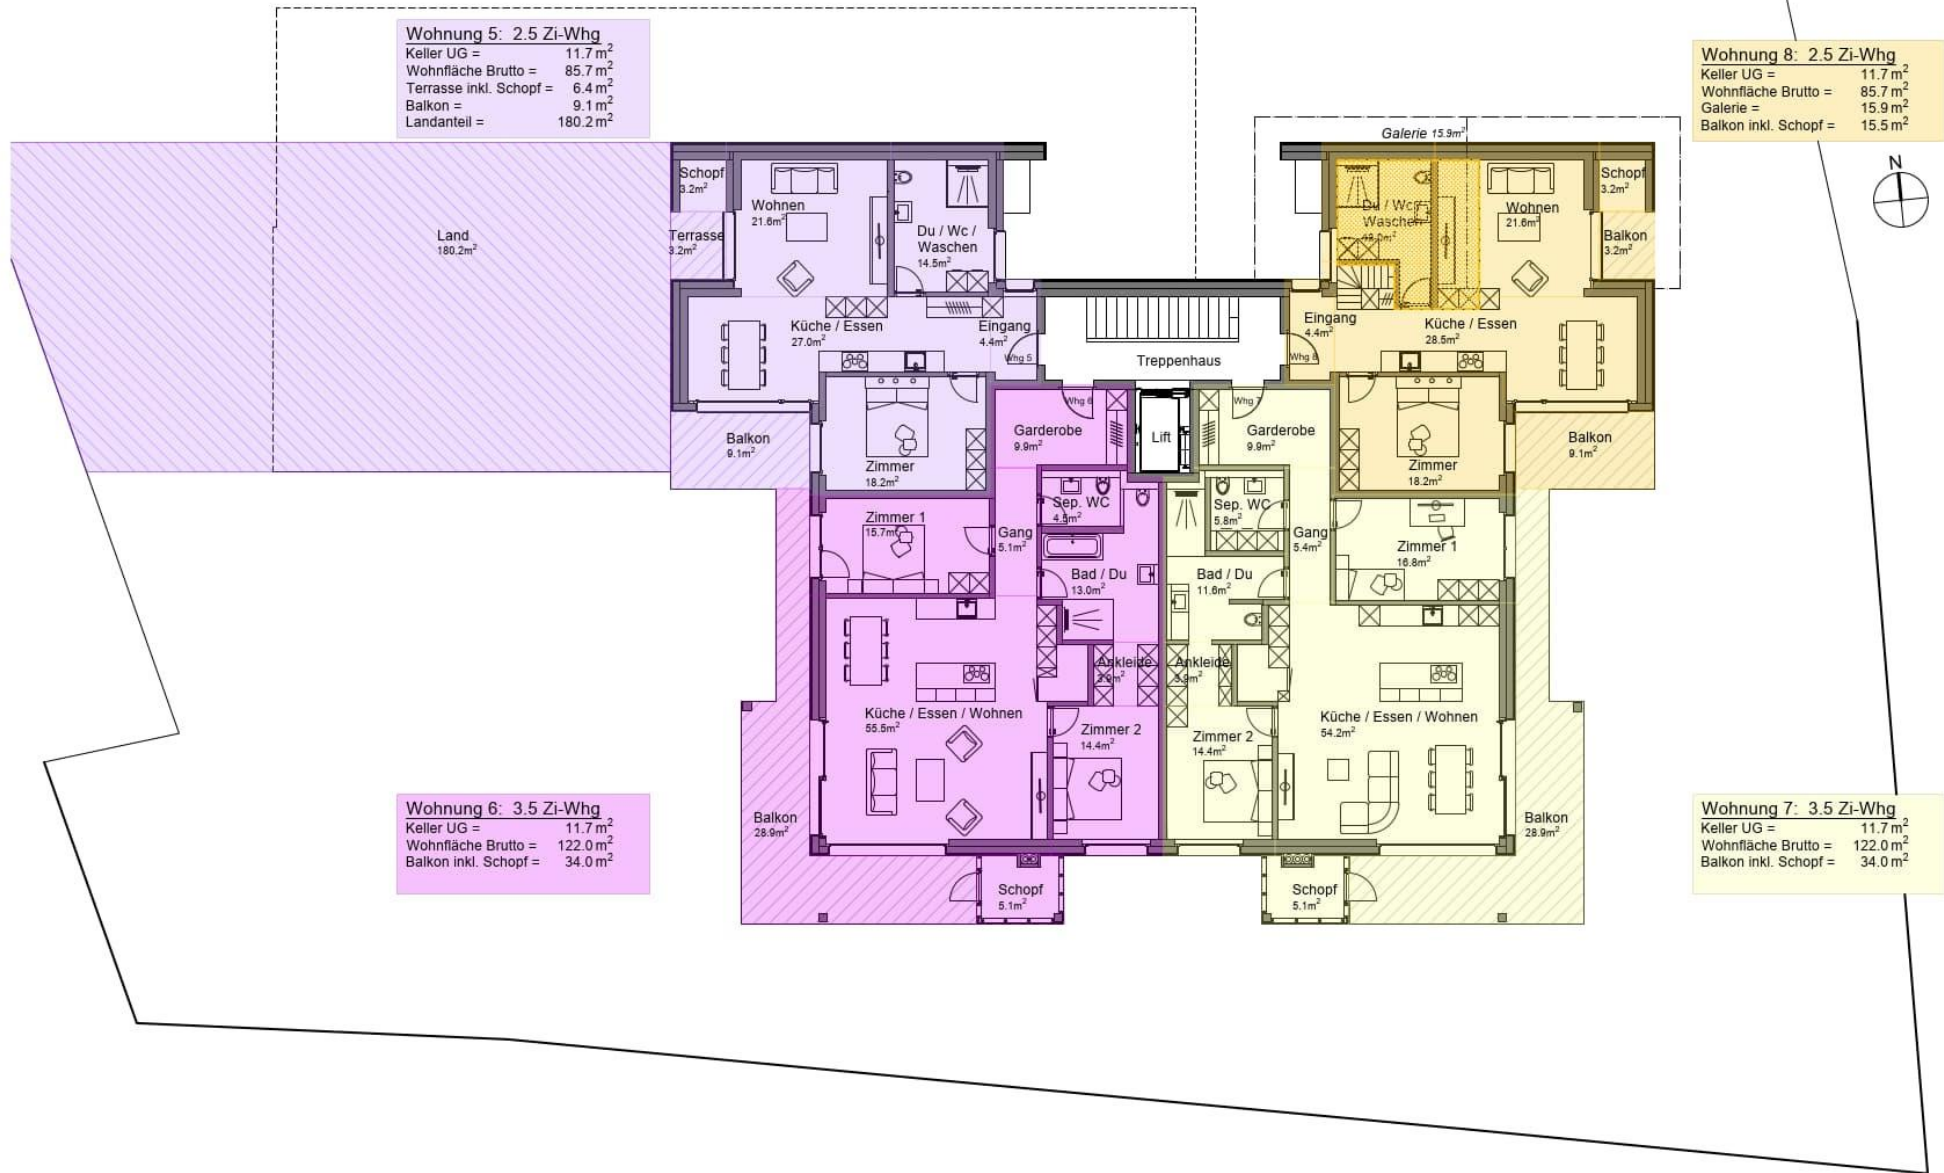 Wohnung 5: 2.5 Zi-Whg
Keller UG = 11.7 m²
Wohnfläche Brutto = 85.7 m²
Terrasse inkl. Schopf = 6.4 m²
Balkon = 9.1 m²
Landanteil = 180.2 m²
Wohnung 8: 2.5 Zi-Whg
Keller UG = 11.7 m²
Wohnfläche Brutto = 85.7 m²
Galerie = 15.9 m²
Balkon inkl. Schopf = 15.5 m²
N
Galerie 15.9m²
Schopf
3.2m²
Wohnen
21.6m²
Du / Wc /
Waschen
14.5m²
Land
180.2m²
Terrasse
3.2m²
Küche / Essen
27.0m²
Eingang
4.4m²
Whg 5
Treppenhaus
Du / Wc
Waschen
Wohnen
21.6m²
Schopf
3.2m²
Balkon
3.2m²
Eingang
4.4m²
Whg 8
Küche / Essen
28.5m²
Balkon
9.1m²
Zimmer
18.2m²
Garderobe
9.9m²
Whg 6
Lift
Whg 7
Garderobe
9.9m²
Zimmer
18.2m²
Balkon
9.1m²
Zimmer 1
15.7m²
Gang
5.1m²
Sep. WC
Bad / Du
13.0m²
Sep. WC
5.8m²
Bad / Du
11.6m²
Gang
5.4m²
Zimmer 1
16.8m²
Ankleide
3.9m²
Ankleide
3.9m²
Küche / Essen / Wohnen
55.5m²
Zimmer 2
14.4m²
Zimmer 2
14.4m²
Küche / Essen / Wohnen
54.2m²
Balkon
28.9m²
Balkon
28.9m²
Schopf
5.1m²
Schopf
5.1m²
Wohnung 6: 3.5 Zi-Whg
Keller UG = 11.7 m²
Wohnfläche Brutto = 122.0 m²
Balkon inkl. Schopf = 34.0 m²
Wohnung 7: 3.5 Zi-Whg
Keller UG = 11.7 m²
Wohnfläche Brutto = 122.0 m²
Balkon inkl. Schopf = 34.0 m²